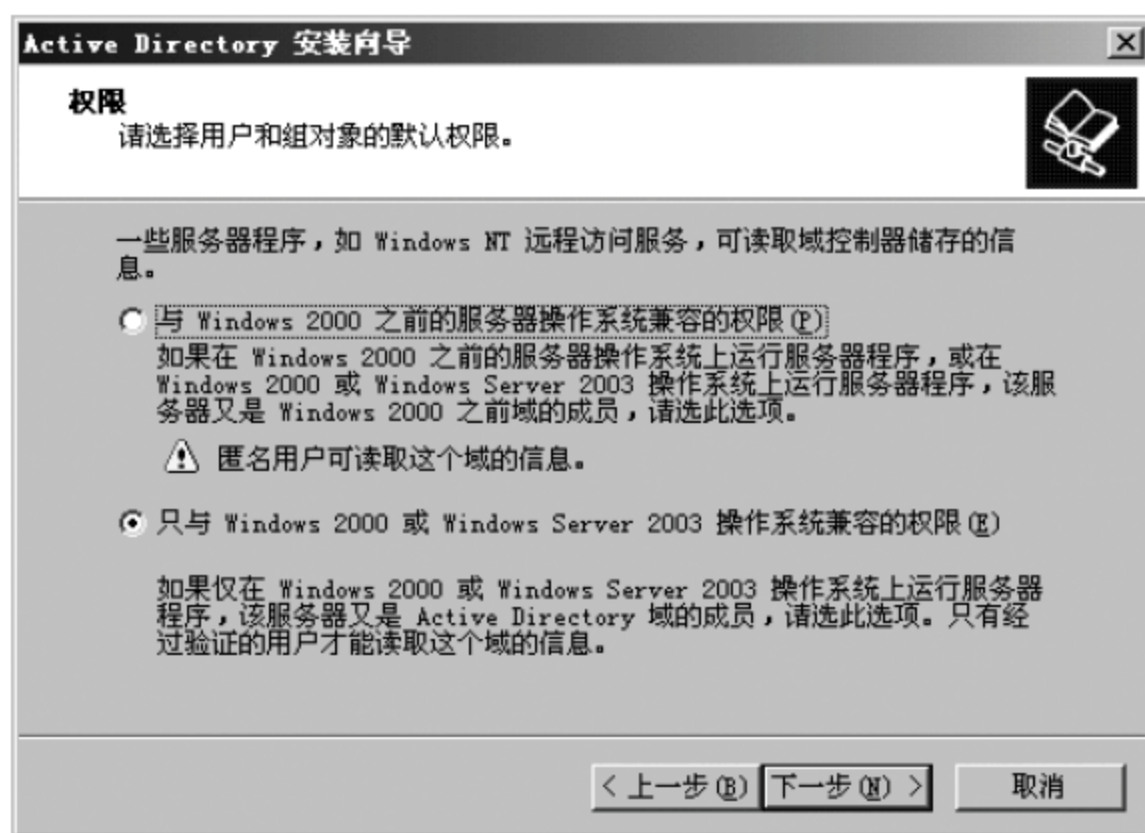 Active Directory 安装向导
权限
请选择用户和组对象的默认权限。
一些服务器程序，如 Windows NT 远程访问服务，可读取域控制器储存的信
息。
与 Windows 2000 之前的服务器操作系统兼容的权限(P)
如果在 Windows 2000 之前的服务器操作系统上运行服务器程序，或在
Windows 2000 或 Windows Server 2003 操作系统上运行服务器程序，该服
务器又是 Windows 2000 之前域的成员，请选此选项。
匿名用户可读取这个域的信息。
只与 Windows 2000 或 Windows Server 2003 操作系统兼容的权限(E)
如果仅在 Windows 2000 或 Windows Server 2003 操作系统上运行服务器
程序，该服务器又是 Active Directory 域的成员，请选此选项。只有经
过验证的用户才能读取这个域的信息。
< 上一步(B) 下一步(N) > 取消